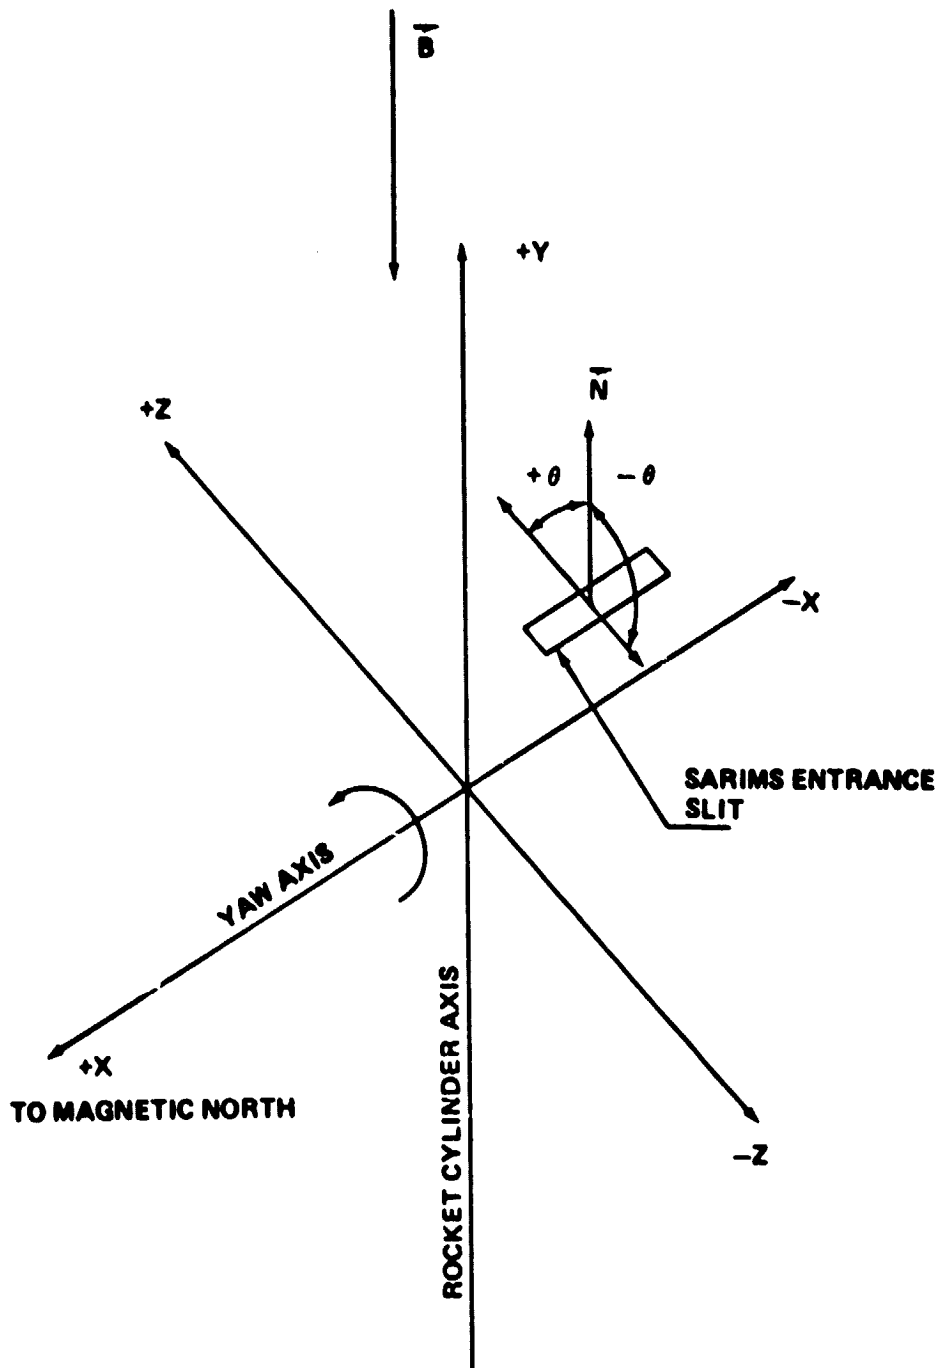 B
+Y
N
+Z
+θ
−θ
−X
SARIMS ENTRANCE
SLIT
YAW AXIS
ROCKET CYLINDER AXIS
+X
TO MAGNETIC NORTH
−Z